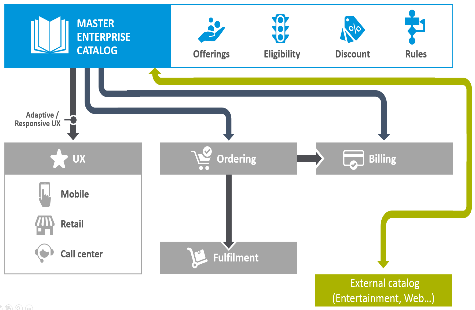 MASTER
ENTERPRISE
CATALOG
Offerings
Eligibility
Discount
Rules
Adaptive /
Responsive UX
UX
Ordering
Billing
Mobile
Retail
Call center
Fulfilment
External catalog
(Entertainment, Web...)